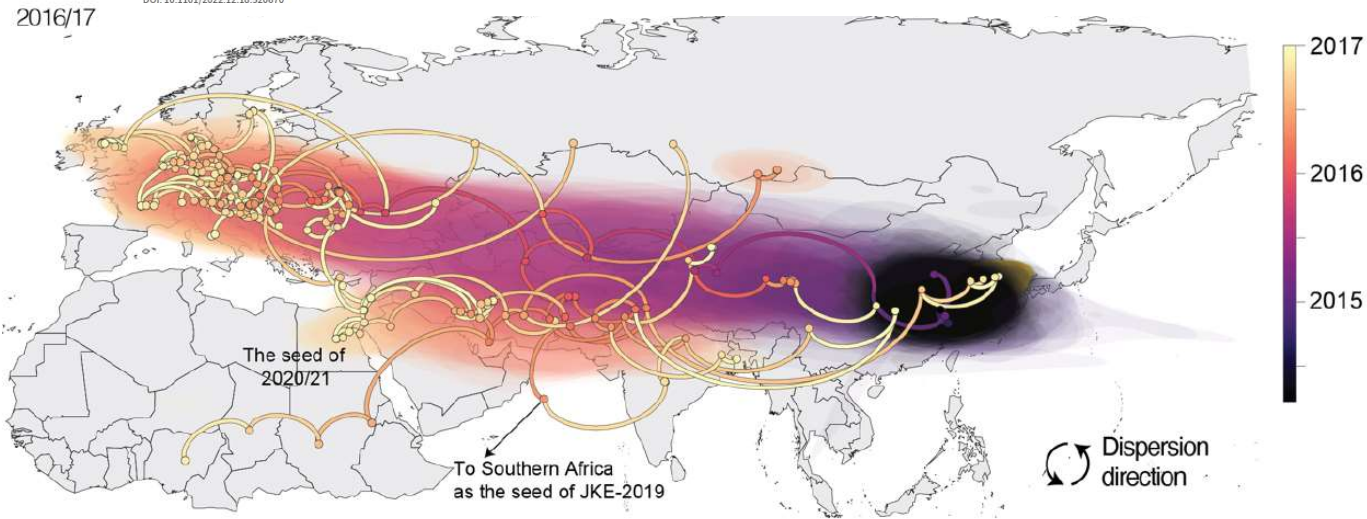 2016/17
2017
2016
2015
The seed of
2020/21
To Southern Africa
as the seed of JKE-2019
Dispersion
direction